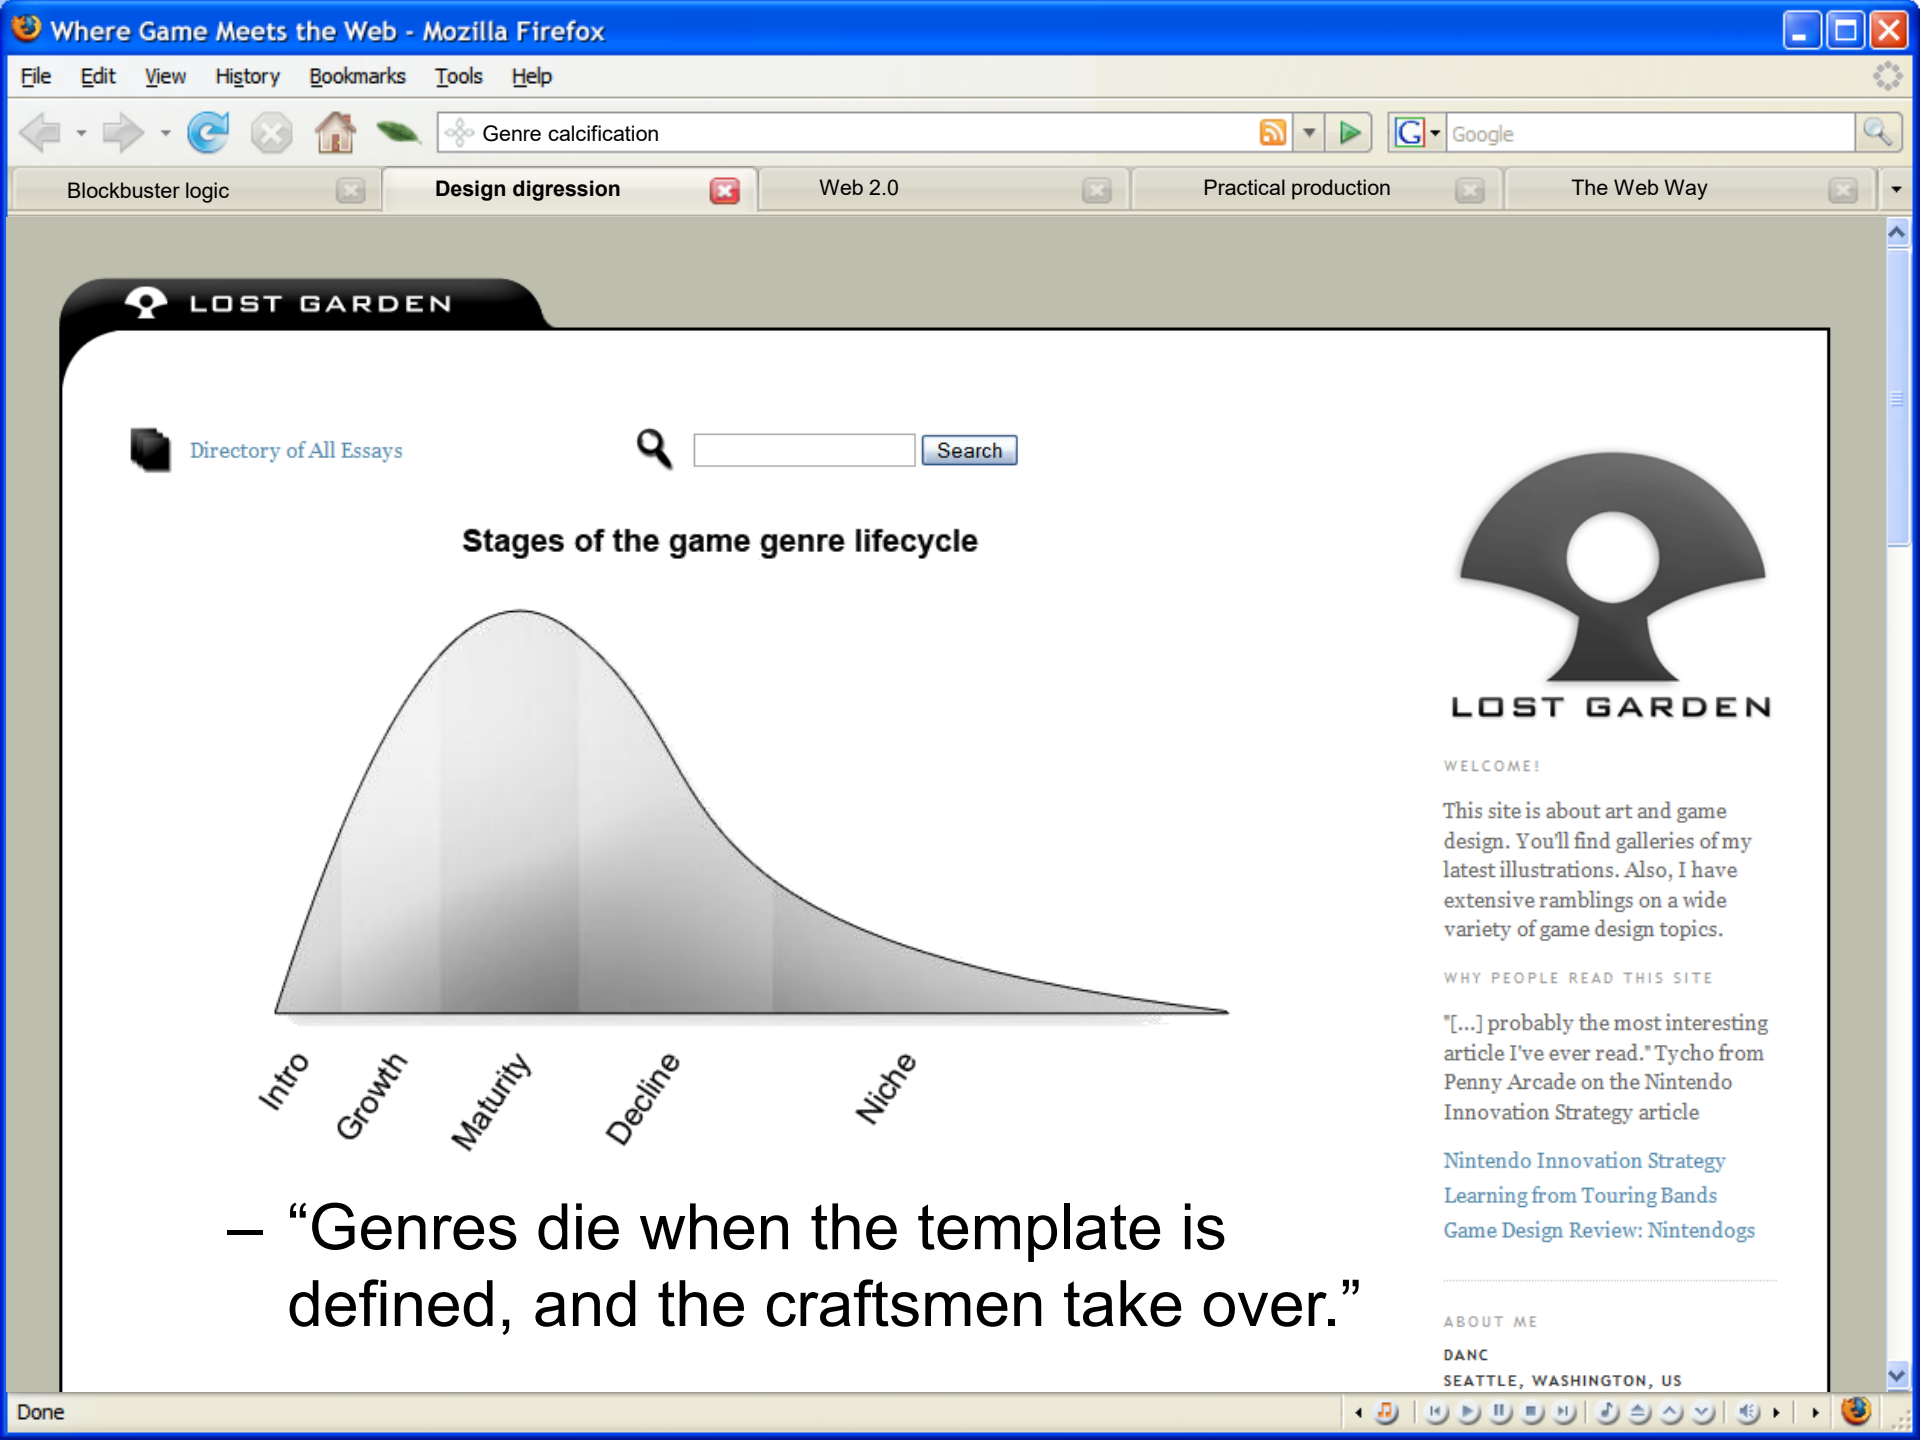 Where Game Meets the Web - Mozilla Firefox
File Edit View History Bookmarks Tools Help
Genre calcification
G Google
Blockbuster logic
Design digression
Web 2.0
Practical production
The Web Way
LOST GARDEN
Directory of All Essays
Search
Stages of the game genre lifecycle
Intro
Growth
Maturity
Decline
Niche
– “Genres die when the template is
defined, and the craftsmen take over.”
LOST GARDEN
WELCOME!
This site is about art and game
design. You'll find galleries of my
latest illustrations. Also, I have
extensive ramblings on a wide
variety of game design topics.
WHY PEOPLE READ THIS SITE
"[...] probably the most interesting
article I've ever read." Tycho from
Penny Arcade on the Nintendo
Innovation Strategy article
Nintendo Innovation Strategy
Learning from Touring Bands
Game Design Review: Nintendogs
ABOUT ME
DANC
SEATTLE, WASHINGTON, US
Done